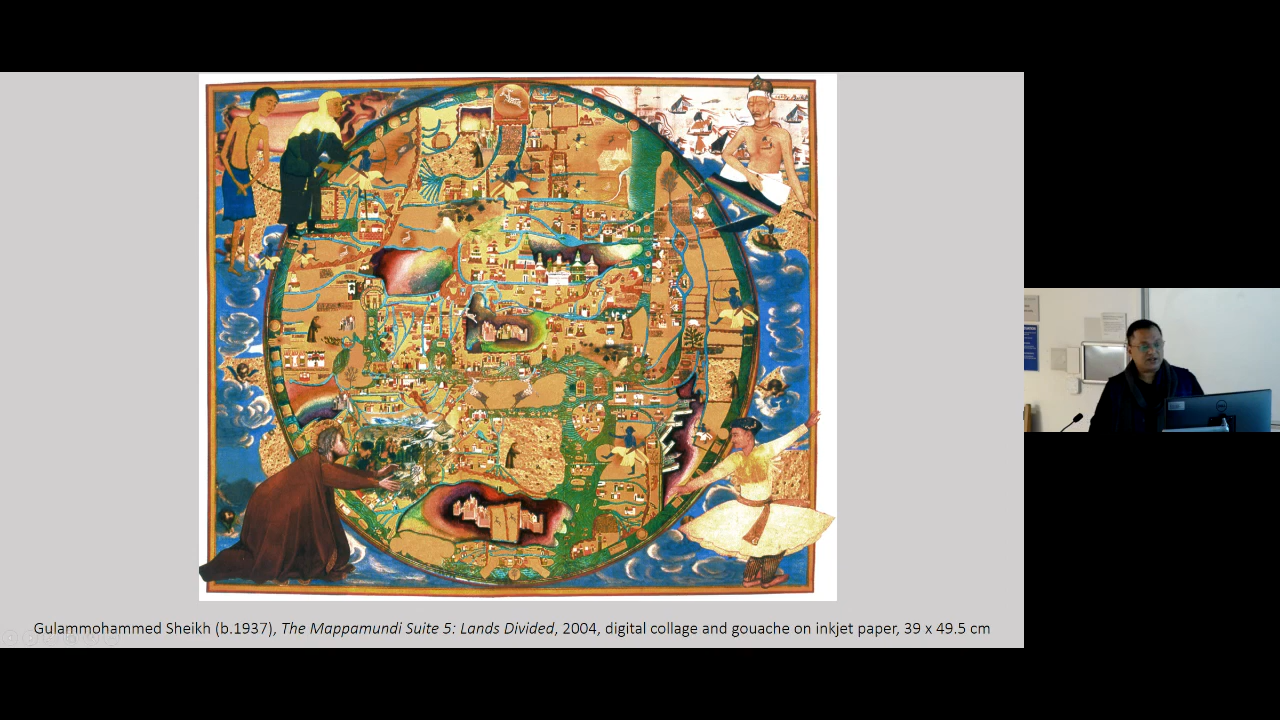 Gulammohammed Sheikh (b.1937), The Mappamundi Suite 5: Lands Divided, 2004, digital collage and gouache on inkjet paper, 39 x 49.5 cm